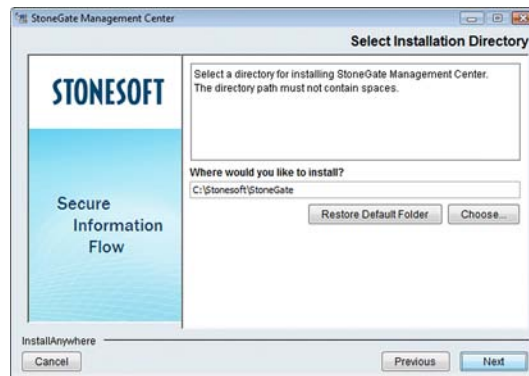 StoneGate Management Center
Select Installation Directory
STONESOFT
Secure
Information
Flow
Select a directory for installing StoneGate Management Center.
The directory path must not contain spaces.
Where would you like to install?
C:\Stonesoft\StoneGate
Restore Default Folder
Choose...
InstallAnywhere
Cancel
Previous
Next